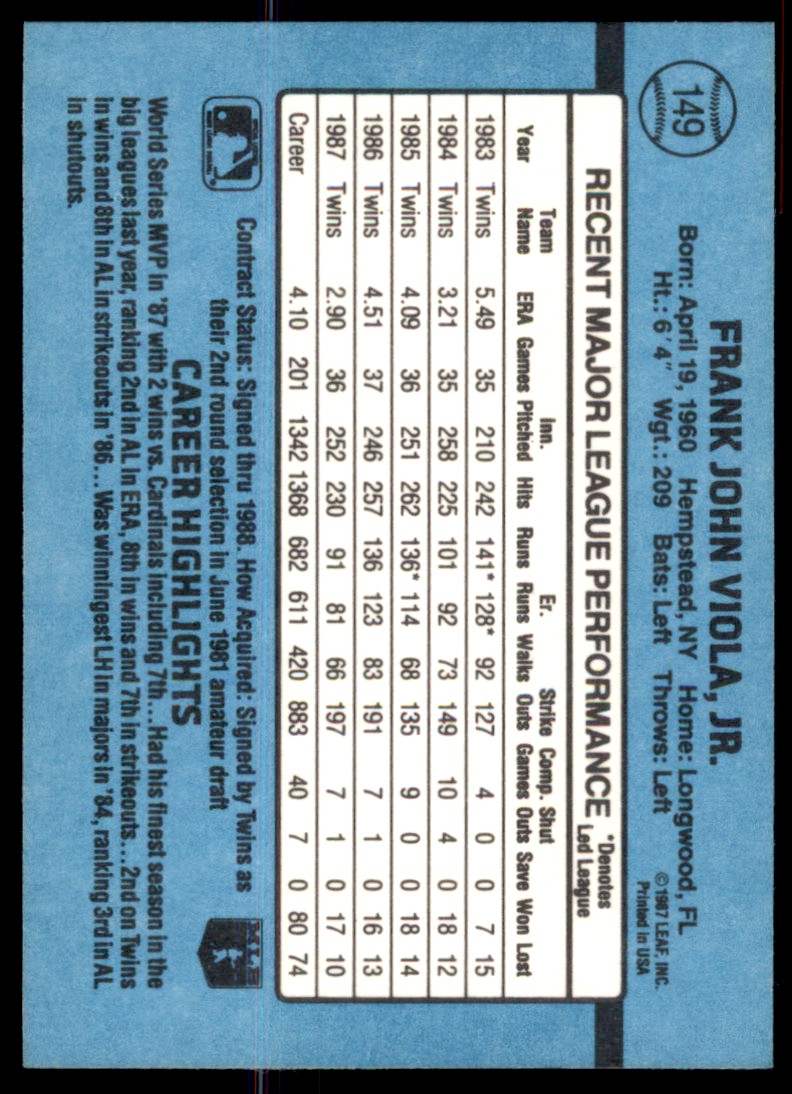 149
FRANK JOHN VIOLA, JR.
Born: April 19, 1960 Hempstead, NY Home: Longwood, FL
Ht.: 6'4" Wgt.: 209 Bats: Left Throws: Left
©1987 LEAF, INC.
Printed in USA
RECENT MAJOR LEAGUE PERFORMANCE
*Denotes
Led League
Team Inn. Er. Strike Comp. Shut
Year Name ERA Games Pitched Hits Runs Runs Walks Outs Games Outs Save Won Lost
1983 Twins 5.49 35 210 242 141* 128* 92 127 4 0 0 7 15
1984 Twins 3.21 35 258 225 101 92 73 149 10 4 0 18 12
1985 Twins 4.09 36 251 262 136* 114 68 135 9 0 0 18 14
1986 Twins 4.51 37 246 257 136 123 83 191 7 1 0 16 13
1987 Twins 2.90 36 252 230 91 81 66 197 7 1 0 17 10
Career 4.10 201 1342 1368 682 611 420 883 40 7 0 80 74
Contract Status: Signed thru 1988. How Acquired: Signed by Twins as
their 2nd round selection in June 1981 amateur draft
MLB
CAREER HIGHLIGHTS
World Series MVP in '87 with 2 wins vs. Cardinals including 7th...Had his finest season in the
big leagues last year, ranking 2nd in AL in ERA, 8th in wins and 7th in strikeouts...2nd on Twins
in wins and 8th in AL in strikeouts in '86...Was winningest LH in majors in '84, ranking 3rd in AL
in shutouts.